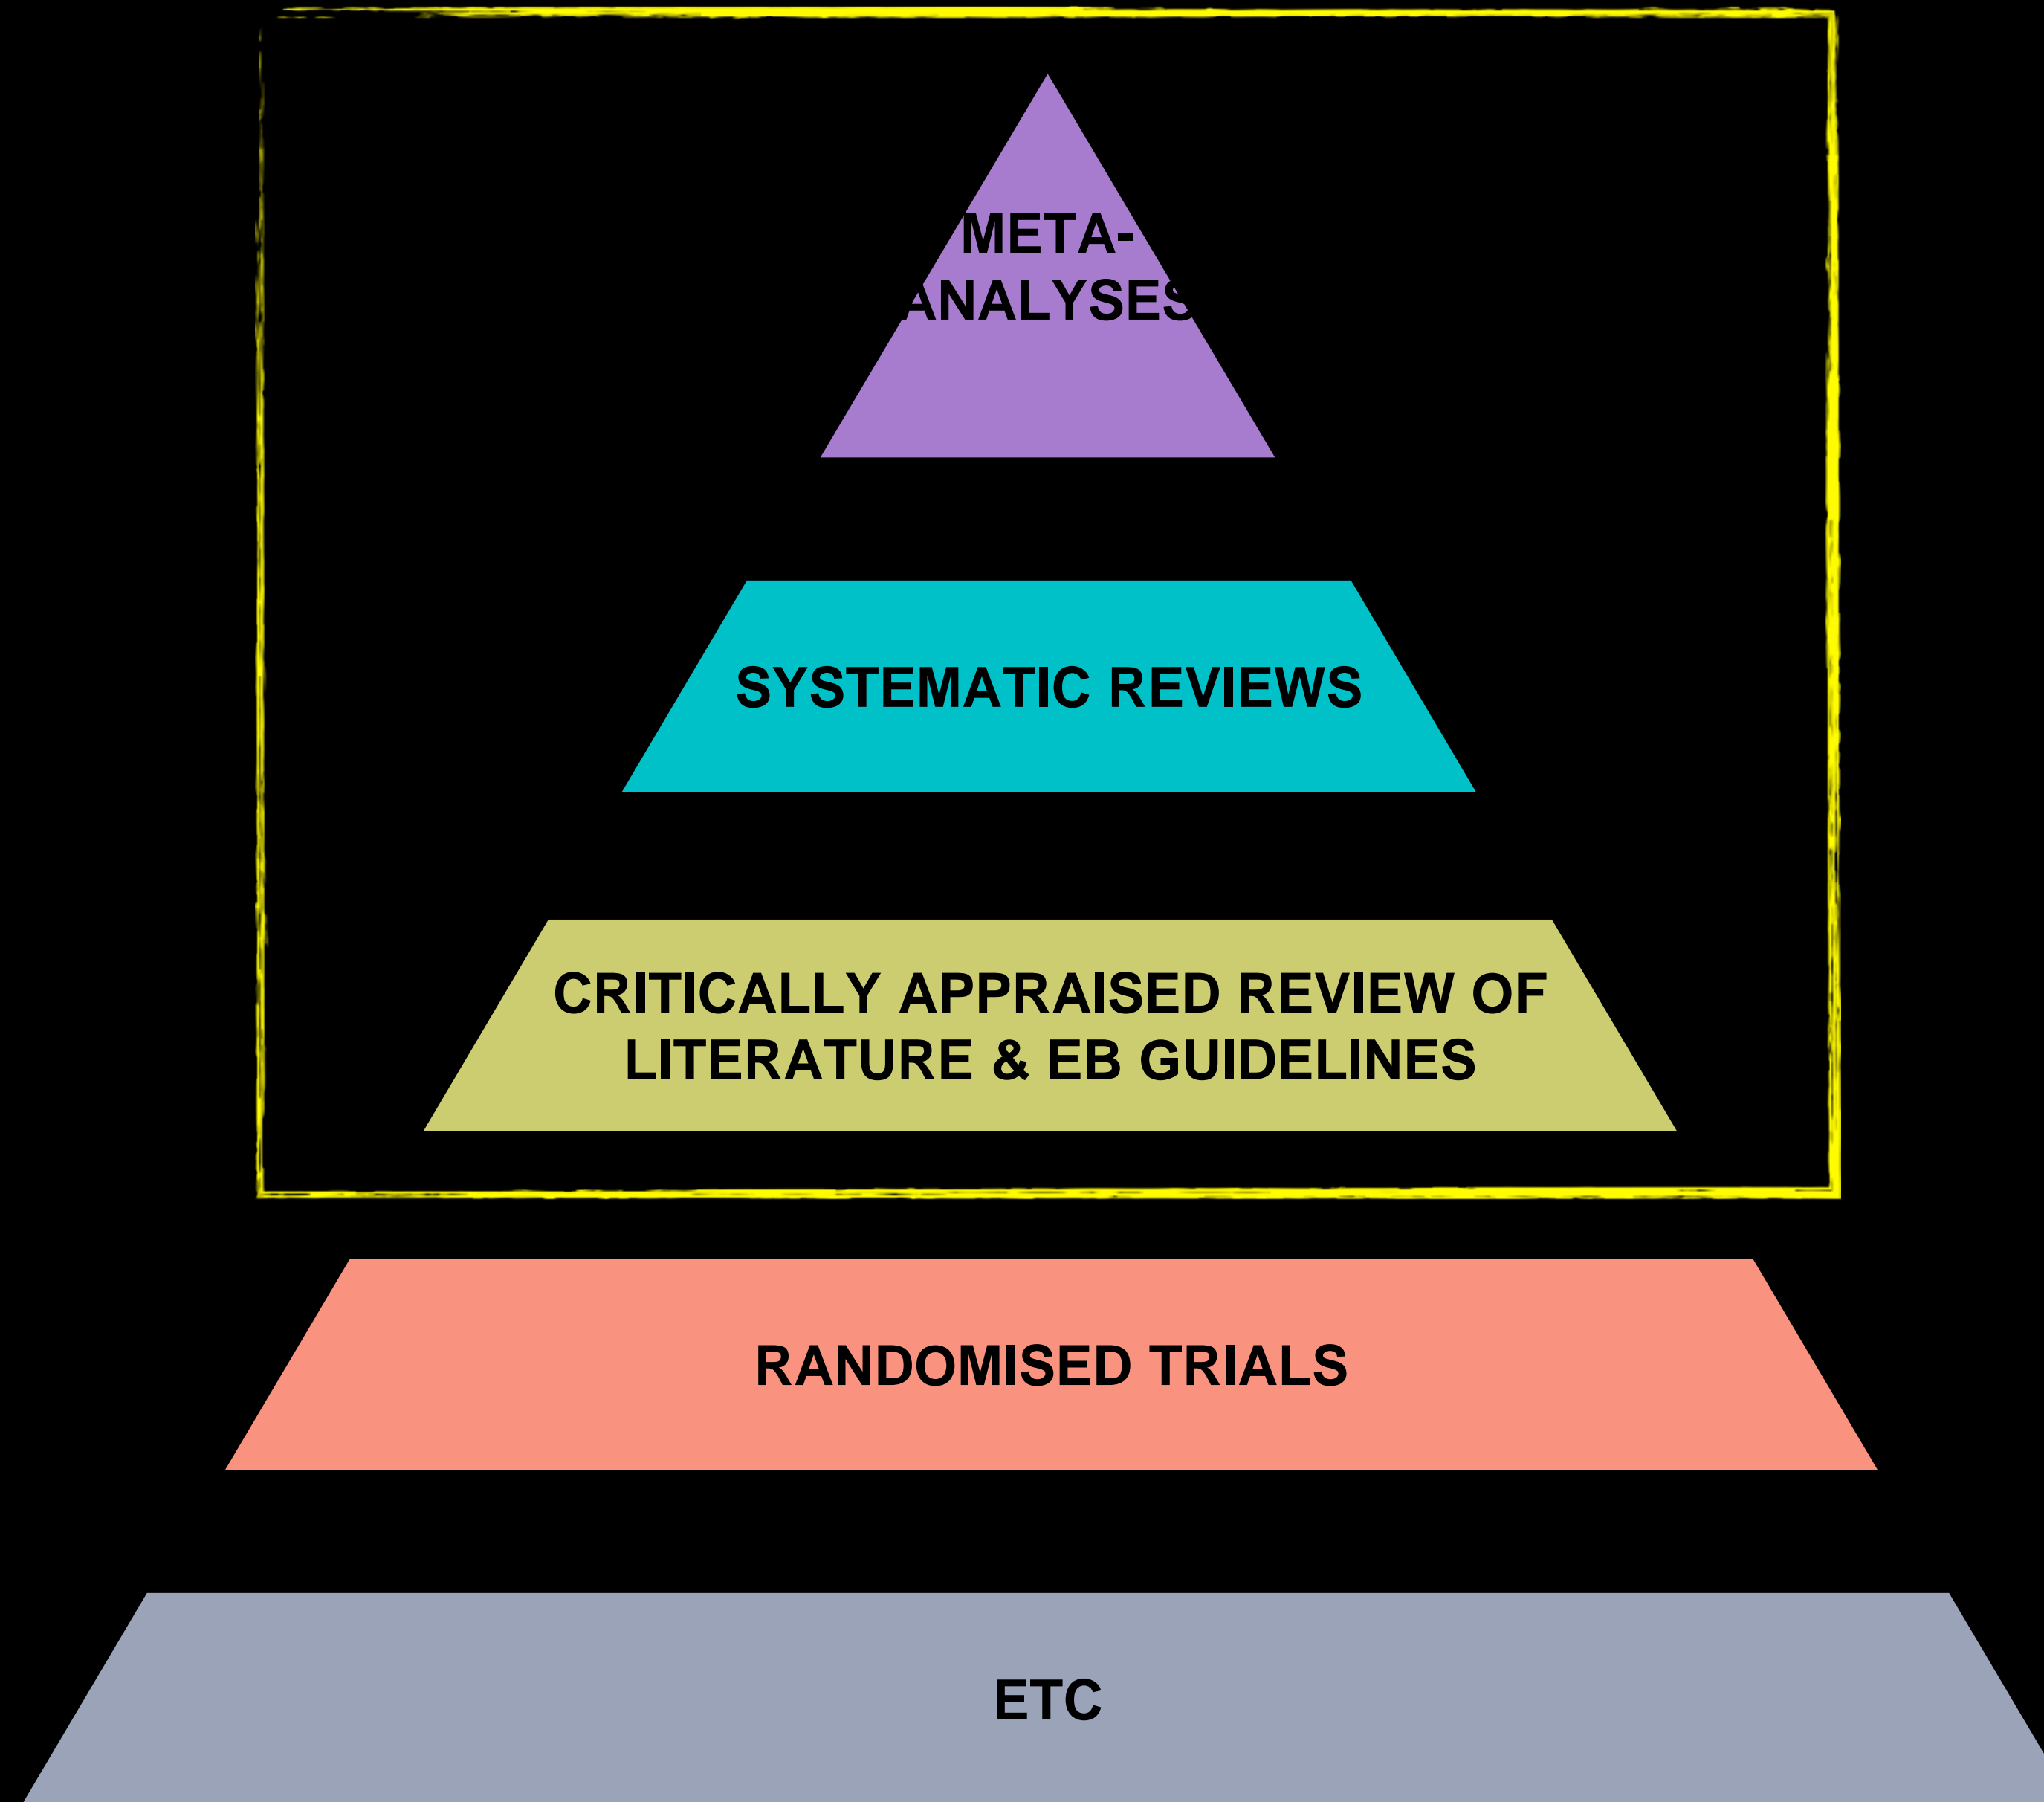 META-
ANALYSES
SYSTEMATIC REVIEWS
CRITICALLY APPRAISED REVIEW OF
LITERATURE & EB GUIDELINES
RANDOMISED TRIALS
ETC